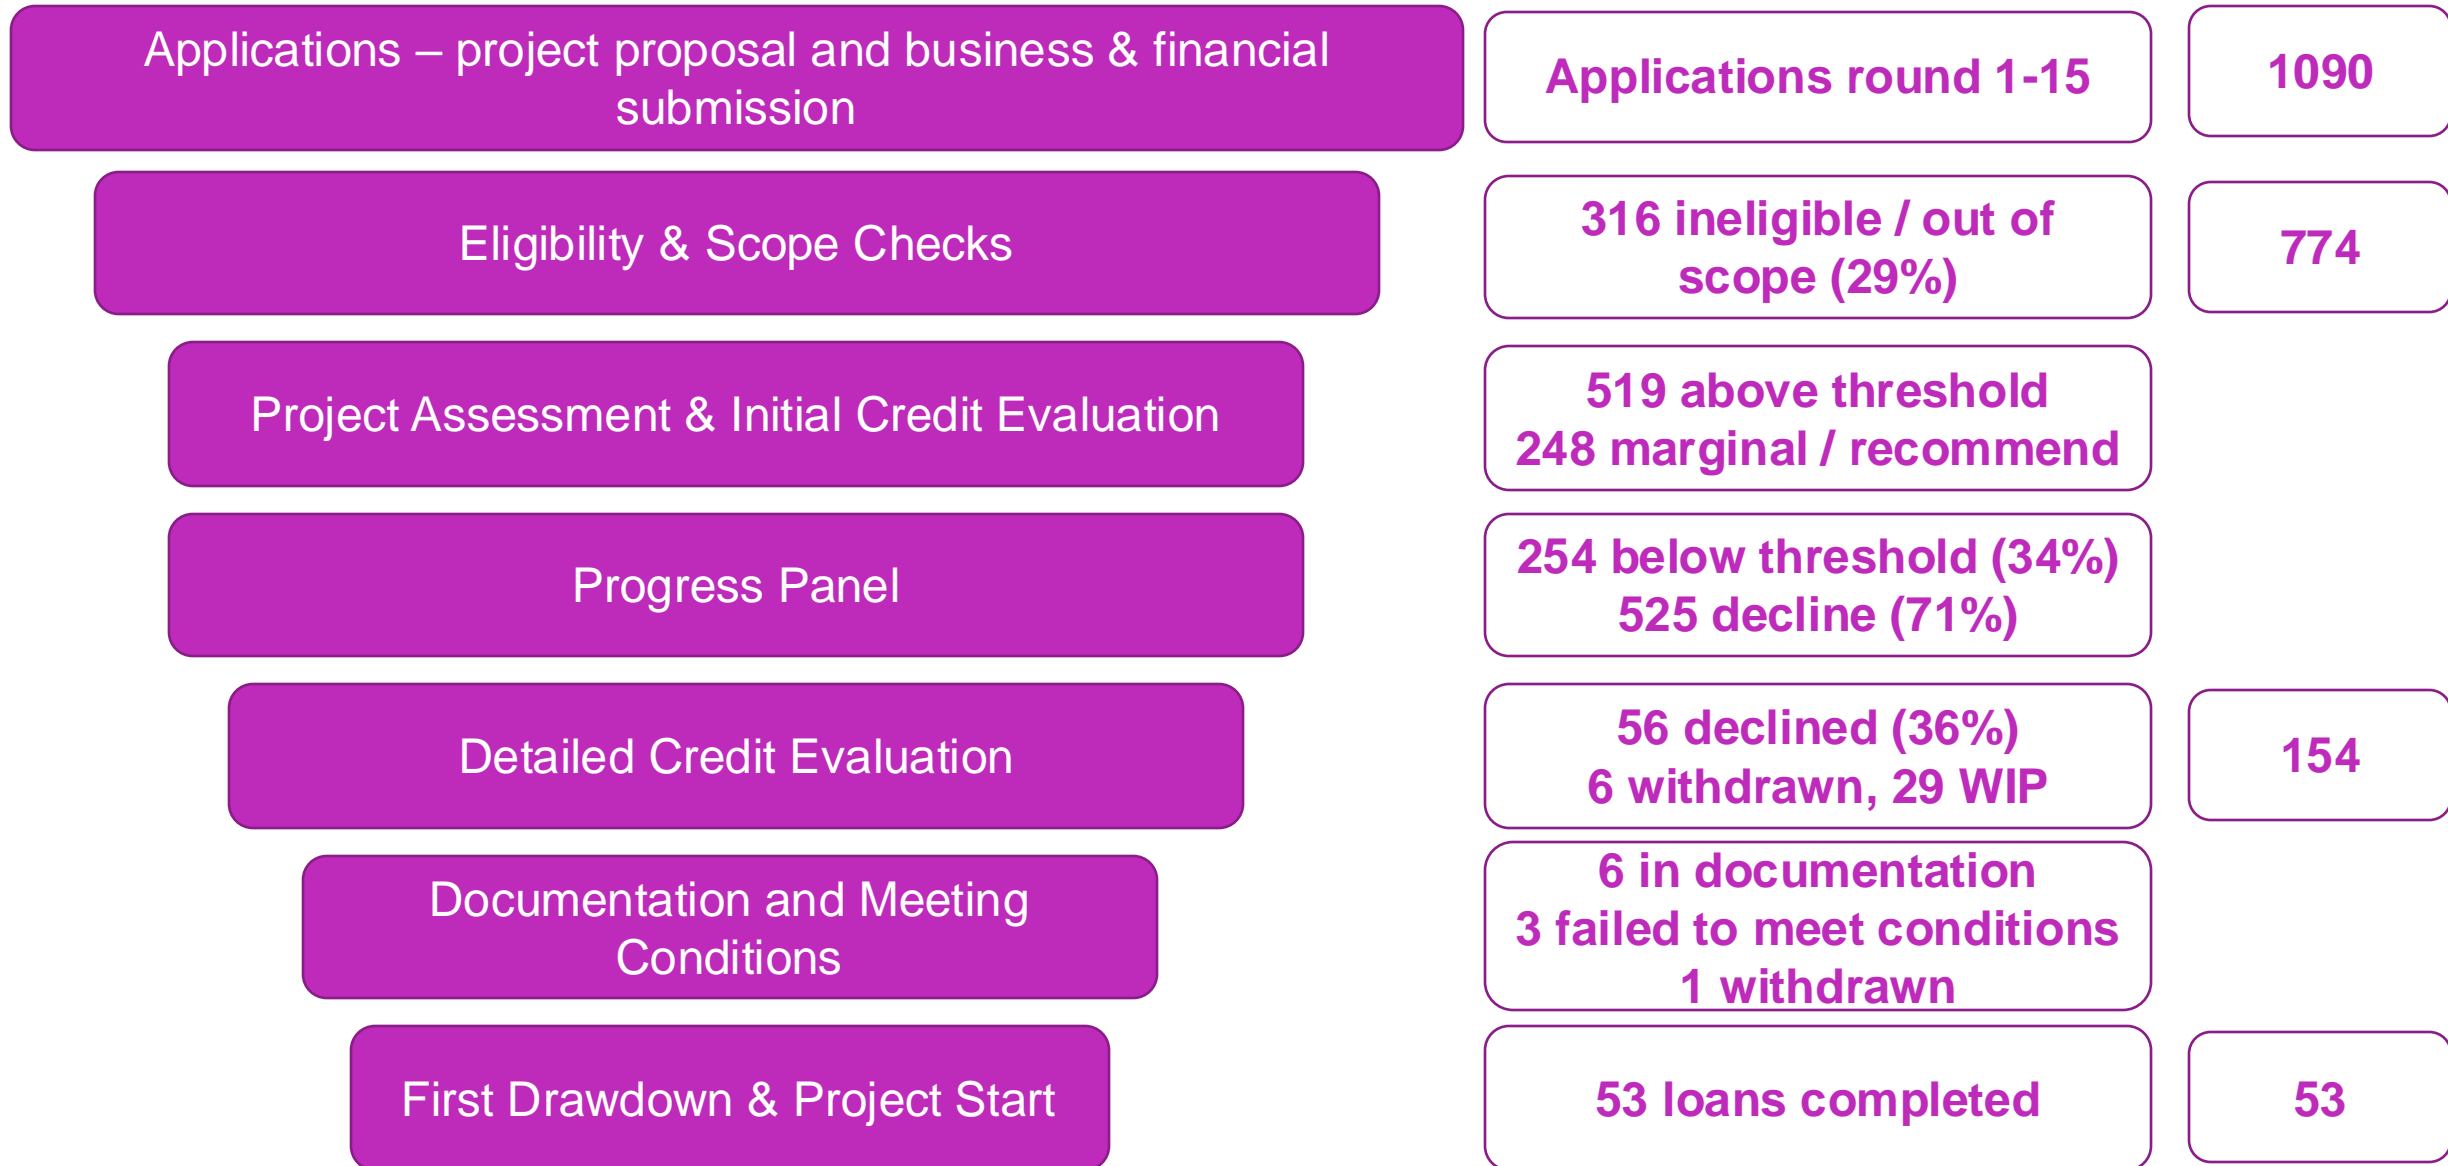 Applications – project proposal and business & financial
submission
Applications round 1-15
1090
Eligibility & Scope Checks
316 ineligible / out of
scope (29%)
774
Project Assessment & Initial Credit Evaluation
519 above threshold
248 marginal / recommend
Progress Panel
254 below threshold (34%)
525 decline (71%)
Detailed Credit Evaluation
56 declined (36%)
6 withdrawn, 29 WIP
154
Documentation and Meeting
Conditions
6 in documentation
3 failed to meet conditions
1 withdrawn
First Drawdown & Project Start
53 loans completed
53